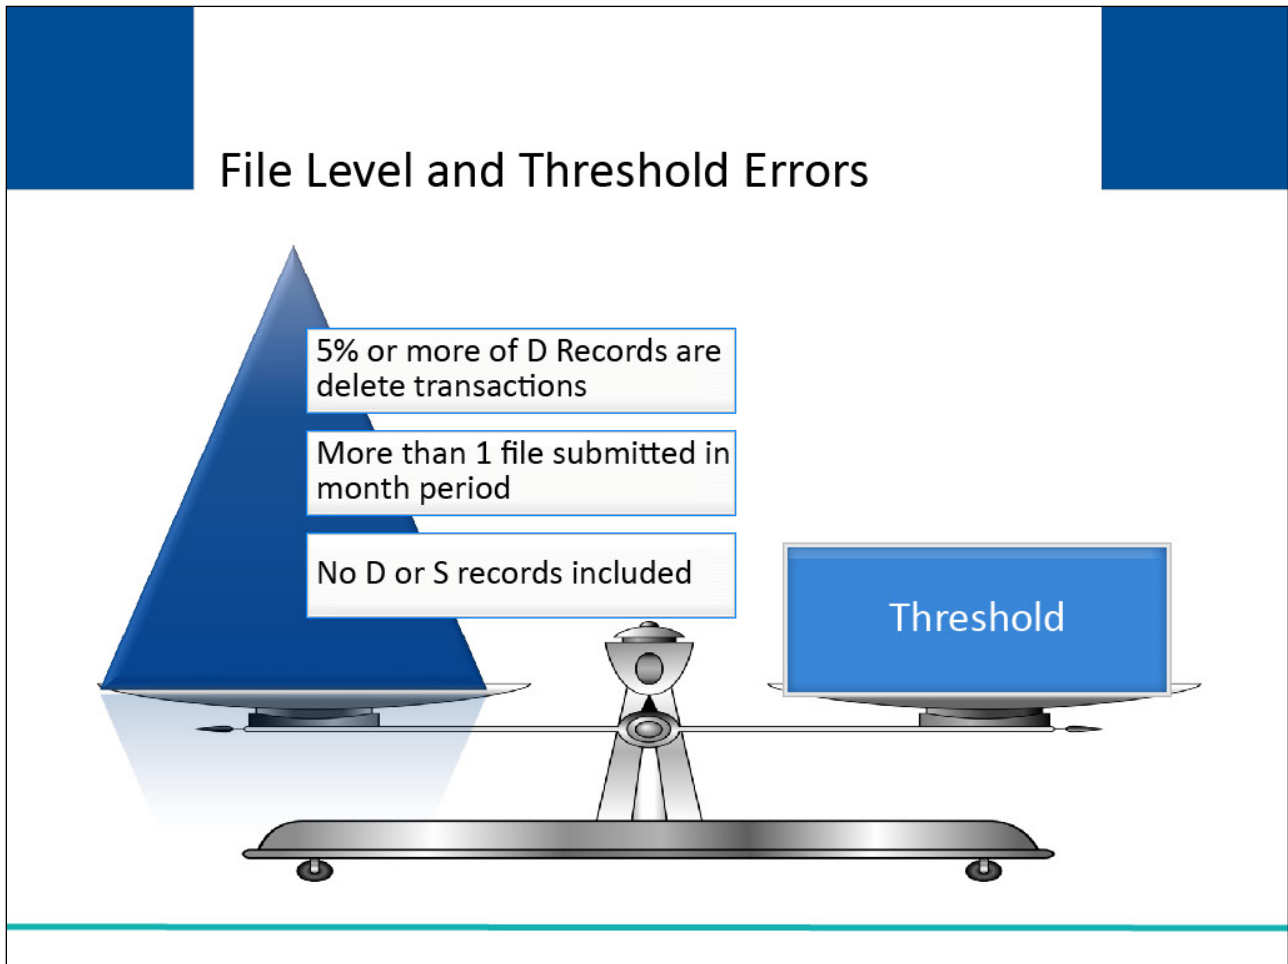 File Level and Threshold Errors
5% or more of D Records are
delete transactions
More than 1 file submitted in
month period
No D or S records included
Threshold